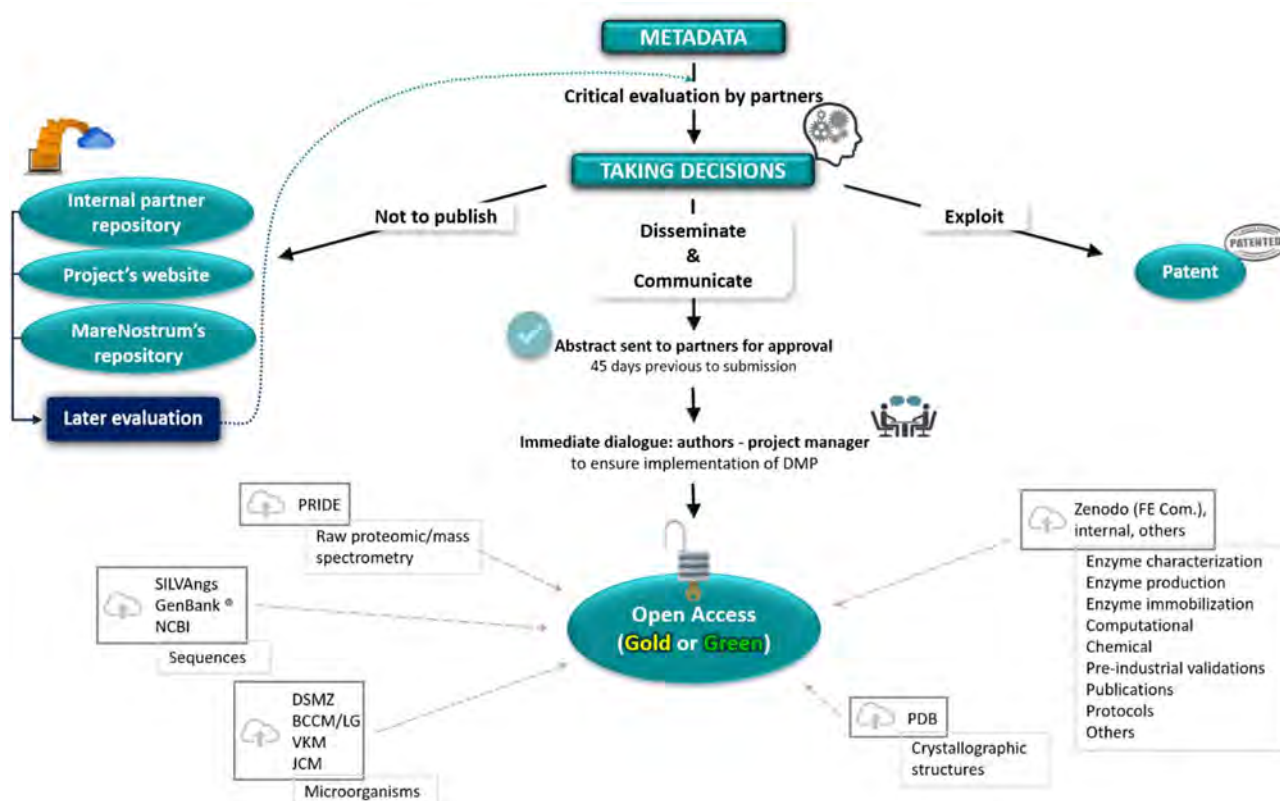 METADATA
Critical evaluation by partners
TAKING DECISIONS
Not to publish
Disseminate
&
Communicate
Exploit
Internal partner
repository
Project's website
MareNostrum's
repository
Later evaluation
PATENTED
Patent
Abstract sent to partners for approval
45 days previous to submission
Immediate dialogue: authors - project manager
to ensure implementation of DMP
PRIDE
Raw proteomic/mass
spectrometry
SILVAngs
GenBank ®
NCBI
Sequences
DSMZ
BCCM/LG
VKM
JCM
Microorganisms
Open Access
(Gold or Green)
Zenodo (FE Com.),
internal, others
Enzyme characterization
Enzyme production
Enzyme immobilization
Computational
Chemical
Pre-industrial validations
Publications
Protocols
Others
PDB
Crystallographic
structures